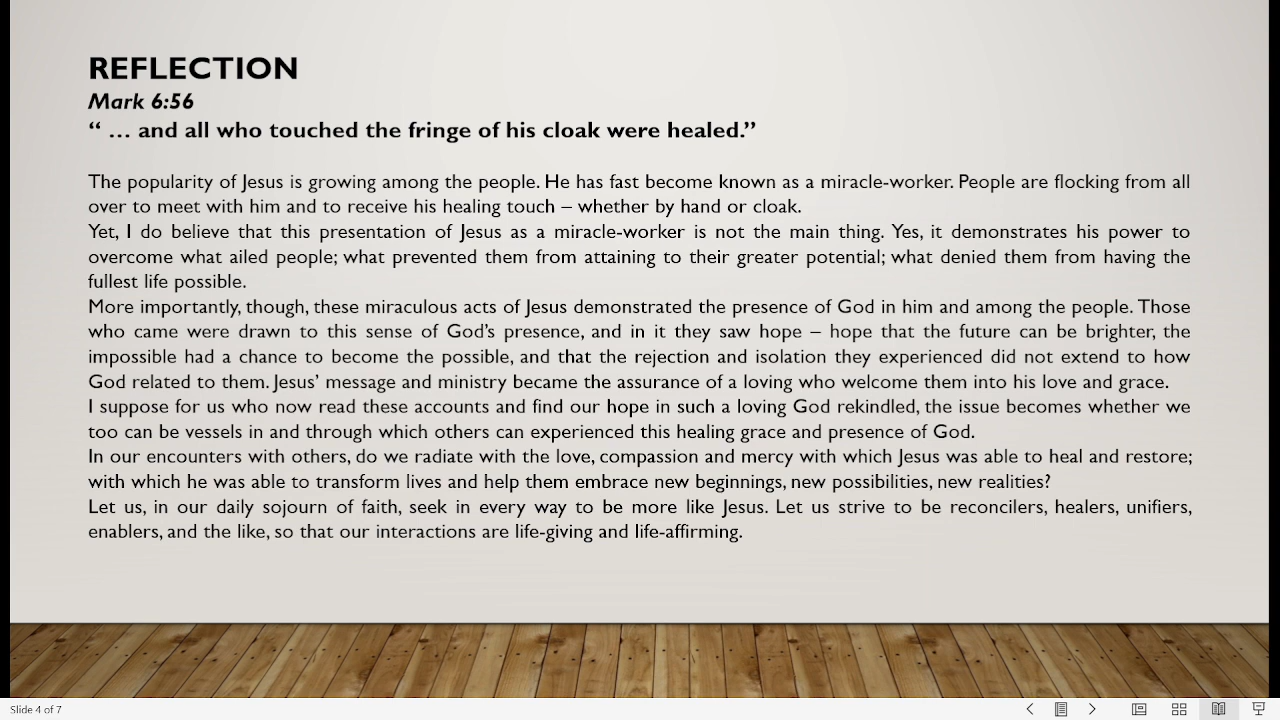 REFLECTION
Mark 6:56
“ … and all who touched the fringe of his cloak were healed.”
The popularity of Jesus is growing among the people. He has fast become known as a miracle-worker. People are flocking from all
over to meet with him and to receive his healing touch – whether by hand or cloak.
Yet, I do believe that this presentation of Jesus as a miracle-worker is not the main thing. Yes, it demonstrates his power to
overcome what ailed people; what prevented them from attaining to their greater potential; what denied them from having the
fullest life possible.
More importantly, though, these miraculous acts of Jesus demonstrated the presence of God in him and among the people. Those
who came were drawn to this sense of God’s presence, and in it they saw hope – hope that the future can be brighter, the
impossible had a chance to become the possible, and that the rejection and isolation they experienced did not extend to how
God related to them. Jesus’ message and ministry became the assurance of a loving who welcome them into his love and grace.
I suppose for us who now read these accounts and find our hope in such a loving God rekindled, the issue becomes whether we
too can be vessels in and through which others can experienced this healing grace and presence of God.
In our encounters with others, do we radiate with the love, compassion and mercy with which Jesus was able to heal and restore;
with which he was able to transform lives and help them embrace new beginnings, new possibilities, new realities?
Let us, in our daily sojourn of faith, seek in every way to be more like Jesus. Let us strive to be reconcilers, healers, unifiers,
enablers, and the like, so that our interactions are life-giving and life-affirming.
Slide 4 of 7